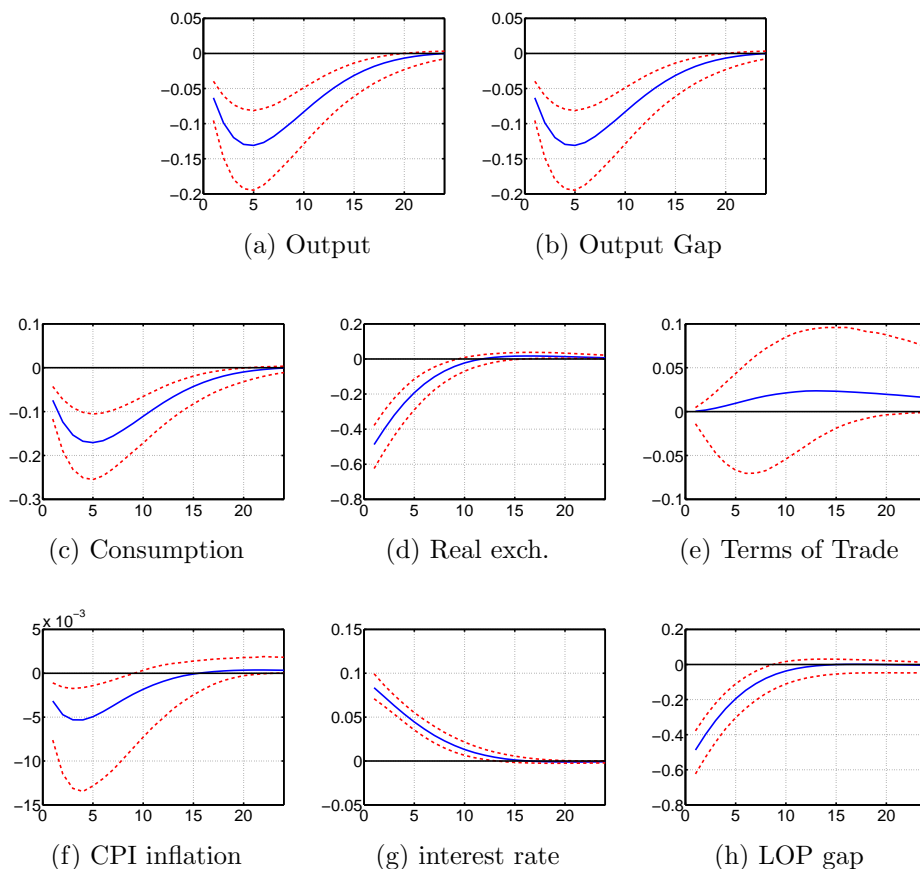 0.05 0.05
0 0
−0.05 −0.05
−0.1 −0.1
−0.15 −0.15
−0.2 −0.2
0 5 10 15 20 0 5 10 15 20
(a) Output (b) Output Gap
0.1 0.2 0.1
0 0 0.05
−0.1 −0.2 0
−0.2 −0.4 −0.05
−0.6
−0.3 −0.8 −0.1
0 5 10 15 20 0 5 10 15 20 0 5 10 15 20
(c) Consumption (d) Real exch. (e) Terms of Trade
x 10⁻³
5 0.15 0.2
0 0.1 0
−0.2
−5 0.05
−0.4
−10 0 −0.6
−15 −0.05 −0.8
0 5 10 15 20 0 5 10 15 20 0 5 10 15 20
(f) CPI inflation (g) interest rate (h) LOP gap